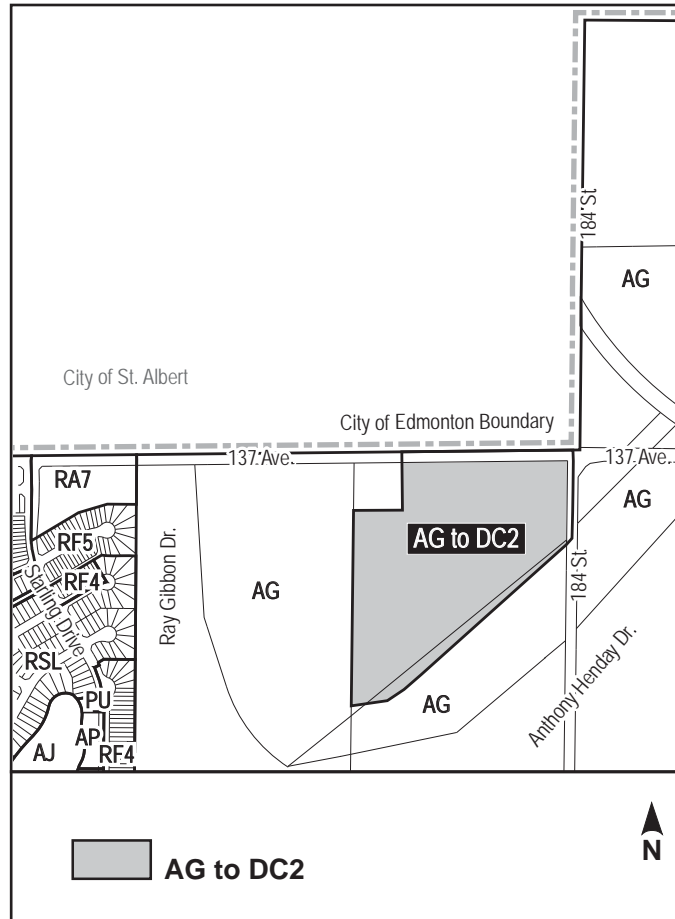 184 St
AG
City of St. Albert
City of Edmonton Boundary
137 Ave.
137 Ave.
RA7
AG
RF5
AG to DC2
RF4
Starling Drive
Ray Gibbon Dr.
AG
184 St.
RSL
PU
AG
Anthony Henday Dr.
AP
AJ
RF4
AG to DC2
N